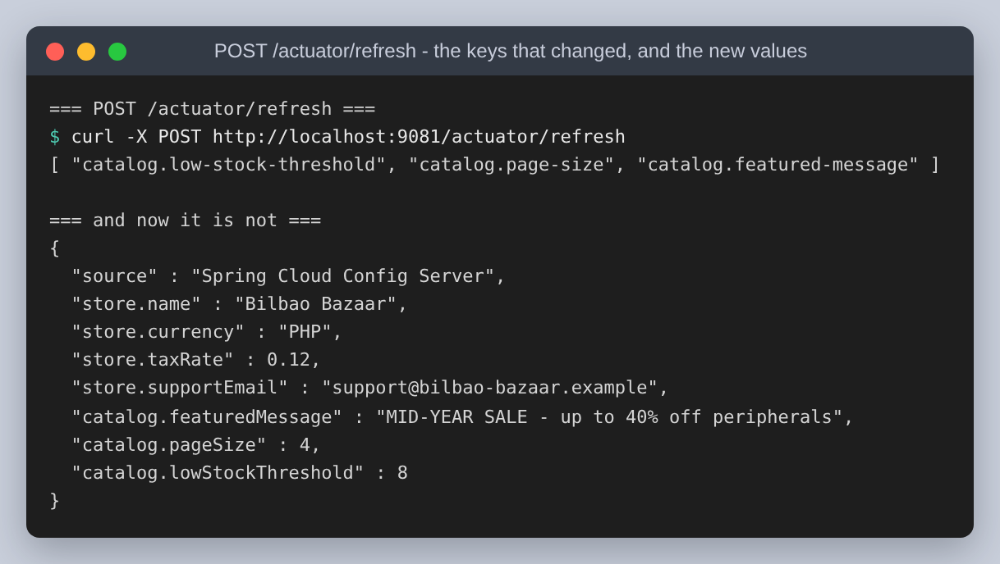 POST /actuator/refresh - the keys that changed, and the new values
=== POST /actuator/refresh ===
$ curl -X POST http://localhost:9081/actuator/refresh
[ "catalog.low-stock-threshold", "catalog.page-size", "catalog.featured-message" ]
=== and now it is not ===
{
  "source" : "Spring Cloud Config Server",
  "store.name" : "Bilbao Bazaar",
  "store.currency" : "PHP",
  "store.taxRate" : 0.12,
  "store.supportEmail" : "support@bilbao-bazaar.example",
  "catalog.featuredMessage" : "MID-YEAR SALE - up to 40% off peripherals",
  "catalog.pageSize" : 4,
  "catalog.lowStockThreshold" : 8
}